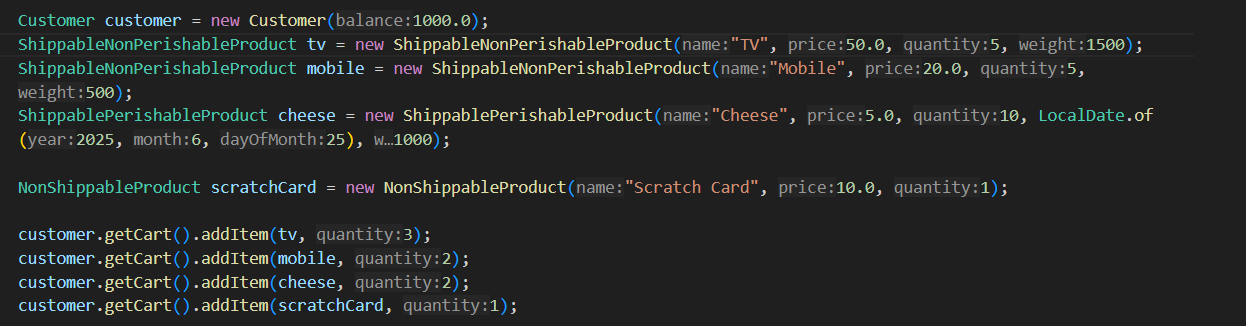 Customer customer = new Customer(balance:1000.0);
ShippableNonPerishableProduct tv = new ShippableNonPerishableProduct(name:"TV", price:50.0, quantity:5, weight:1500);
ShippableNonPerishableProduct mobile = new ShippableNonPerishableProduct(name:"Mobile", price:20.0, quantity:5,
weight:500);
ShippablePerishableProduct cheese = new ShippablePerishableProduct(name:"Cheese", price:5.0, quantity:10, LocalDate.of
(year:2025, month:6, dayOfMonth:25), w…1000);
NonShippableProduct scratchCard = new NonShippableProduct(name:"Scratch Card", price:10.0, quantity:1);
customer.getCart().addItem(tv, quantity:3);
customer.getCart().addItem(mobile, quantity:2);
customer.getCart().addItem(cheese, quantity:2);
customer.getCart().addItem(scratchCard, quantity:1);